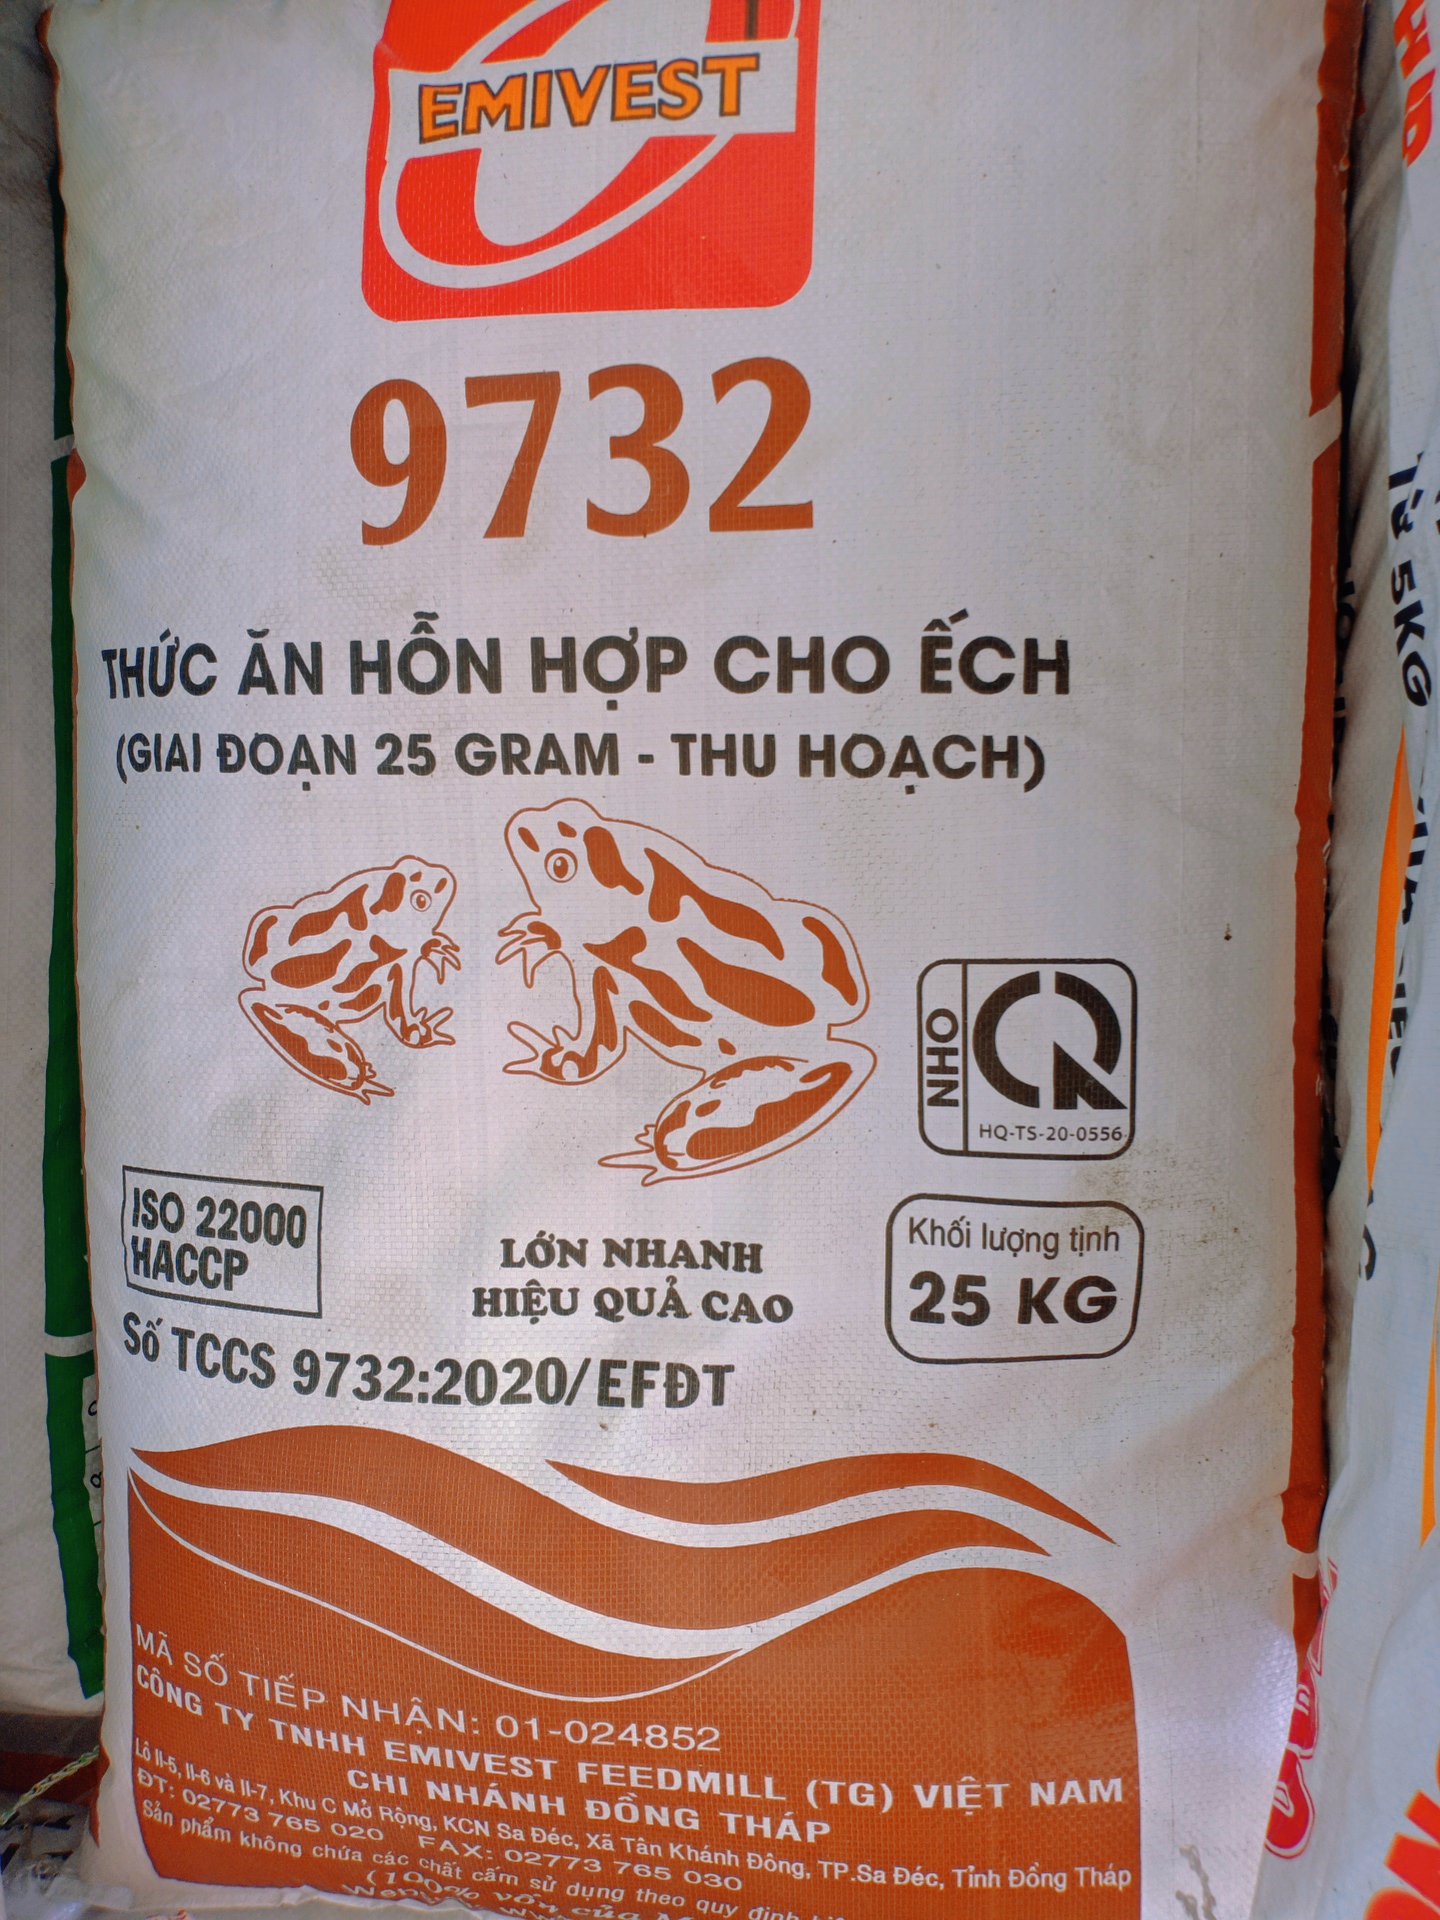 EMIVEST
9732
THỨC ĂN HỖN HỢP CHO ẾCH
(GIAI ĐOẠN 25 GRAM - THU HOẠCH)
NHO
HQ-TS-20-0556
ISO 22000
HACCP
LỚN NHANH
HIỆU QUẢ CAO
Khối lượng tịnh
25 KG
Số TCCS 9732:2020/EFĐT
MÃ SỐ TIẾP NHẬN: 01-024852
CÔNG TY TNHH EMIVEST FEEDMILL (TG) VIỆT NAM
CHI NHÁNH ĐỒNG THÁP
Lô II-5, II-6 và II-7, Khu C Mở Rộng, KCN Sa Đéc, Xã Tân Khánh Đông, TP.Sa Đéc, Tỉnh Đồng Tháp
ĐT: 02773 765 020 FAX: 02773 765 030
Sản phẩm không chứa các chất cấm sử dụng theo quy định
(100% vốn của
TỪ 5KG